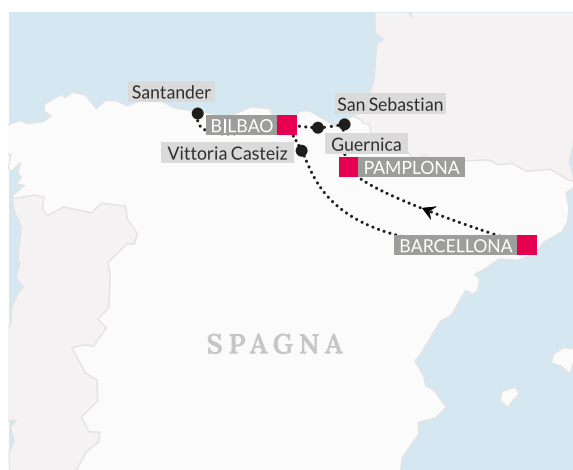 Santander
San Sebastian
BILBAO
Guernica
Vittoria Casteiz
PAMPLONA
BARCELLONA
SPAGNA